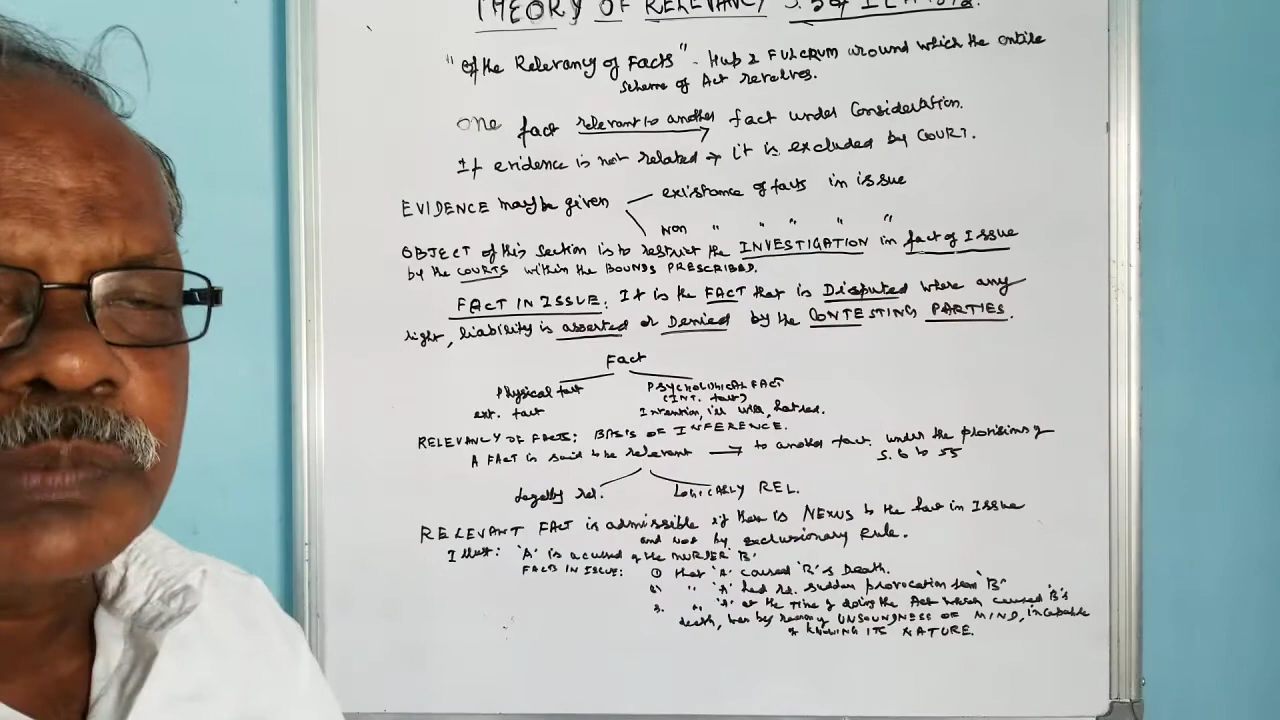 THEORY OF RELEVANCY S. 5 of I E Act
"Of the Relevancy of Facts" - Hub & FULCRUM around which the entire
Scheme of Act revolves.
One fact relevant to another fact under Consideration.
If evidence is not related → it is excluded by COURT.
EVIDENCE may be given
existance of facts in issue
Non " " " "
OBJECT of this Section is to restrict the INVESTIGATION in fact of Issue
by the COURTS within the BOUNDS PRESCRIBED.
FACT IN ISSUE: It is the FACT that is Disputed where any
right, liability is asserted or Denied by the CONTESTING PARTIES.
Fact
Physical fact PSYCHOLOGICAL FACT
ext. fact (INT. fact)
Intention, ill will, hatred.
RELEVANCY OF FACTS: BASIS OF INFERENCE.
A FAct is said to be relevant → to another fact under the provisions of
S. 6 to 55
Legally rel. LOGICALLY REL.
RELEVANT FACT is admissible if there is NEXUS to the fact in Issue
and not by exclusionary Rule.
Illust: 'A' is accused of the MURDER 'B'
FACTS IN ISSUE: ① that 'A' caused 'B's Death.
2) " 'A' had sudden provocation from "B"
3. " 'A' at the time of doing the Act which caused 'B's
death, was by reason of UNSOUNDNESS OF MIND, incapable
of KNOWING ITS NATURE.